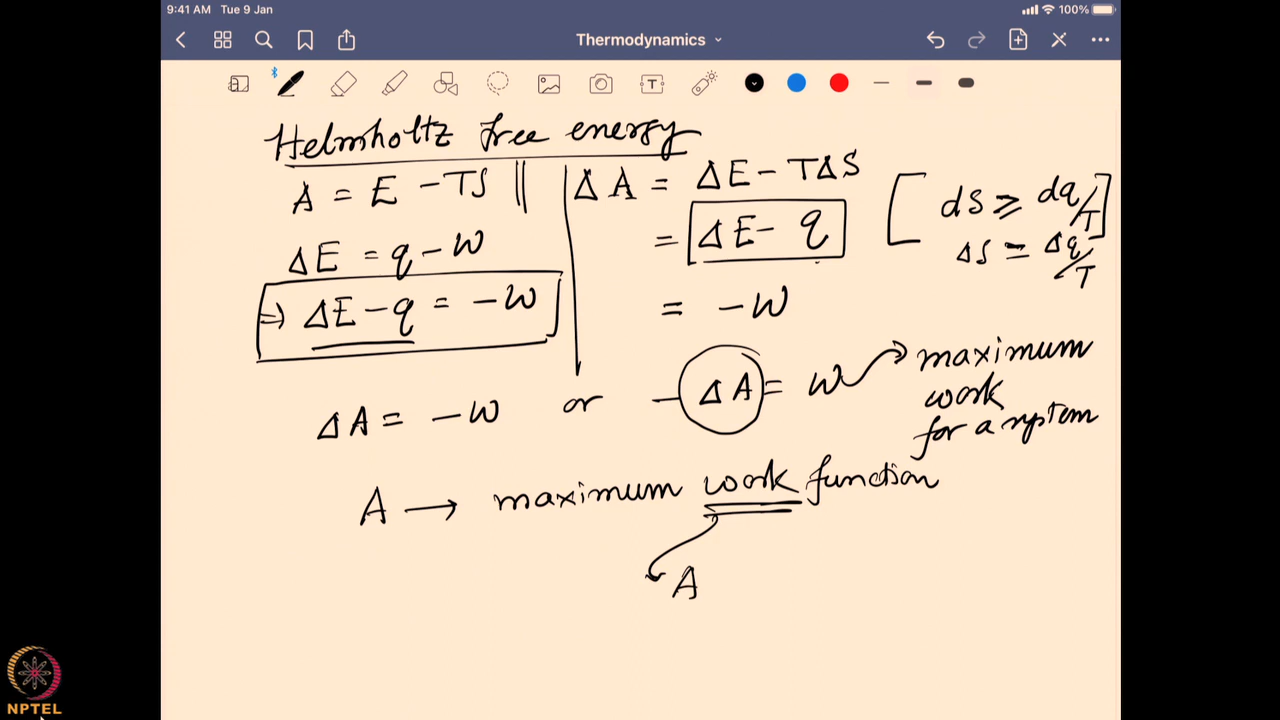 9:41 AM Tue 9 Jan
100%
Thermodynamics
Helmholtz free energy
A = E - TS ||
ΔE = q - w
⇒ ΔE - q = -w
ΔA = ΔE - TΔS
= ΔE - q
= -w
[dS ≥ dq/T]
ΔS = Δq/T
ΔA = -w or -ΔA = w → maximum
work
for a system
A → maximum work function
A
NPTEL